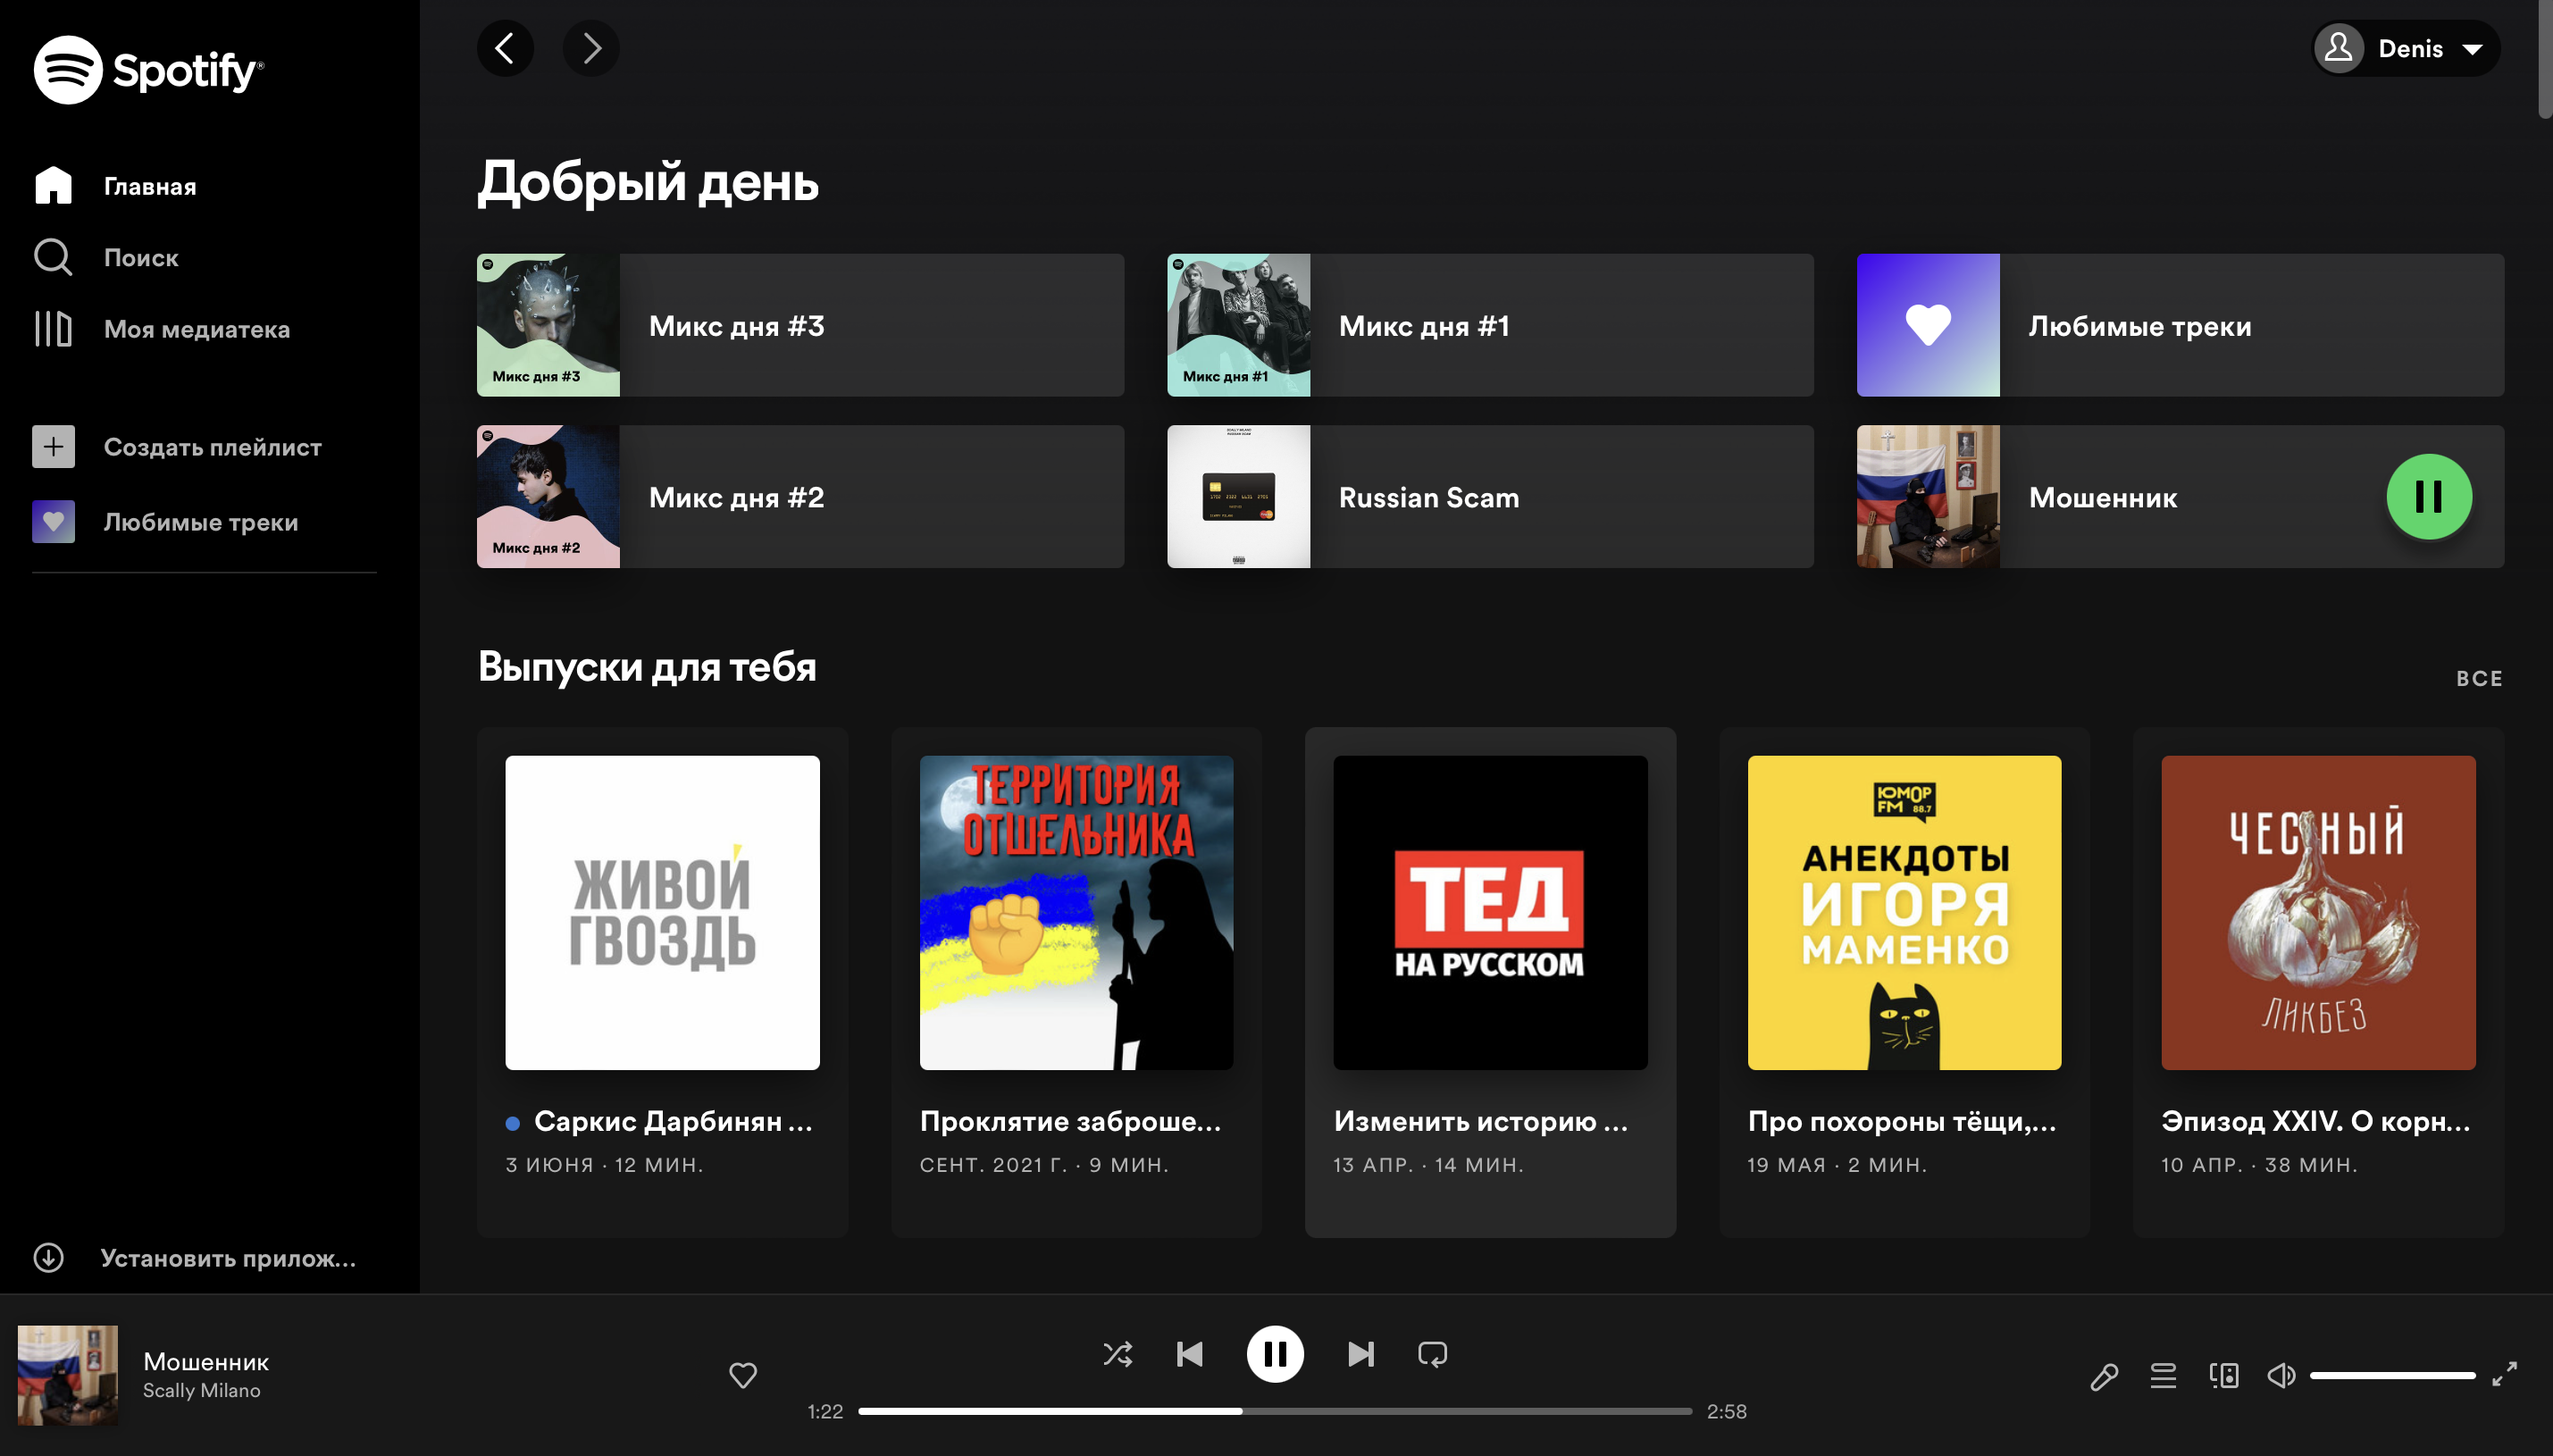 Spotify®
Главная
Поиск
Моя медиатека
Создать плейлист
Любимые треки
Установить прилож...
Denis
Добрый день
Микс дня #3
Микс дня #3
Микс дня #1
Микс дня #1
Любимые треки
Микс дня #2
Микс дня #2
Russian Scam
Мошенник
Выпуски для тебя
ВСЕ
ЖИВОЙ
ГВОЗДЬ
Саркис Дарбинян ...
3 ИЮНЯ · 12 МИН.
ТЕРРИТОРИЯ
ОТШЕЛЬНИКА
Проклятие заброше...
СЕНТ. 2021 Г. · 9 МИН.
ТЕД
НА РУССКОМ
Изменить историю ...
13 АПР. · 14 МИН.
ЮМОР
FM 88.7
АНЕКДОТЫ
ИГОРЯ
МАМЕНКО
Про похороны тёщи,...
19 МАЯ · 2 МИН.
ЧЕСНЫЙ
ЛИКБЕЗ
Эпизод XXIV. О корн...
10 АПР. · 38 МИН.
Мошенник
Scally Milano
1:22
2:58